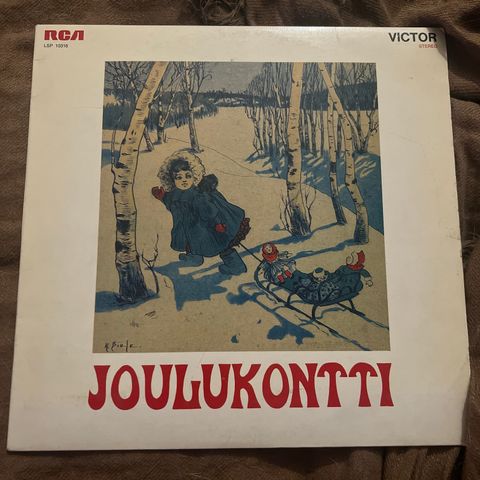 RCA
LSP 10316
VICTOR
STEREO
JOULUKONTTI